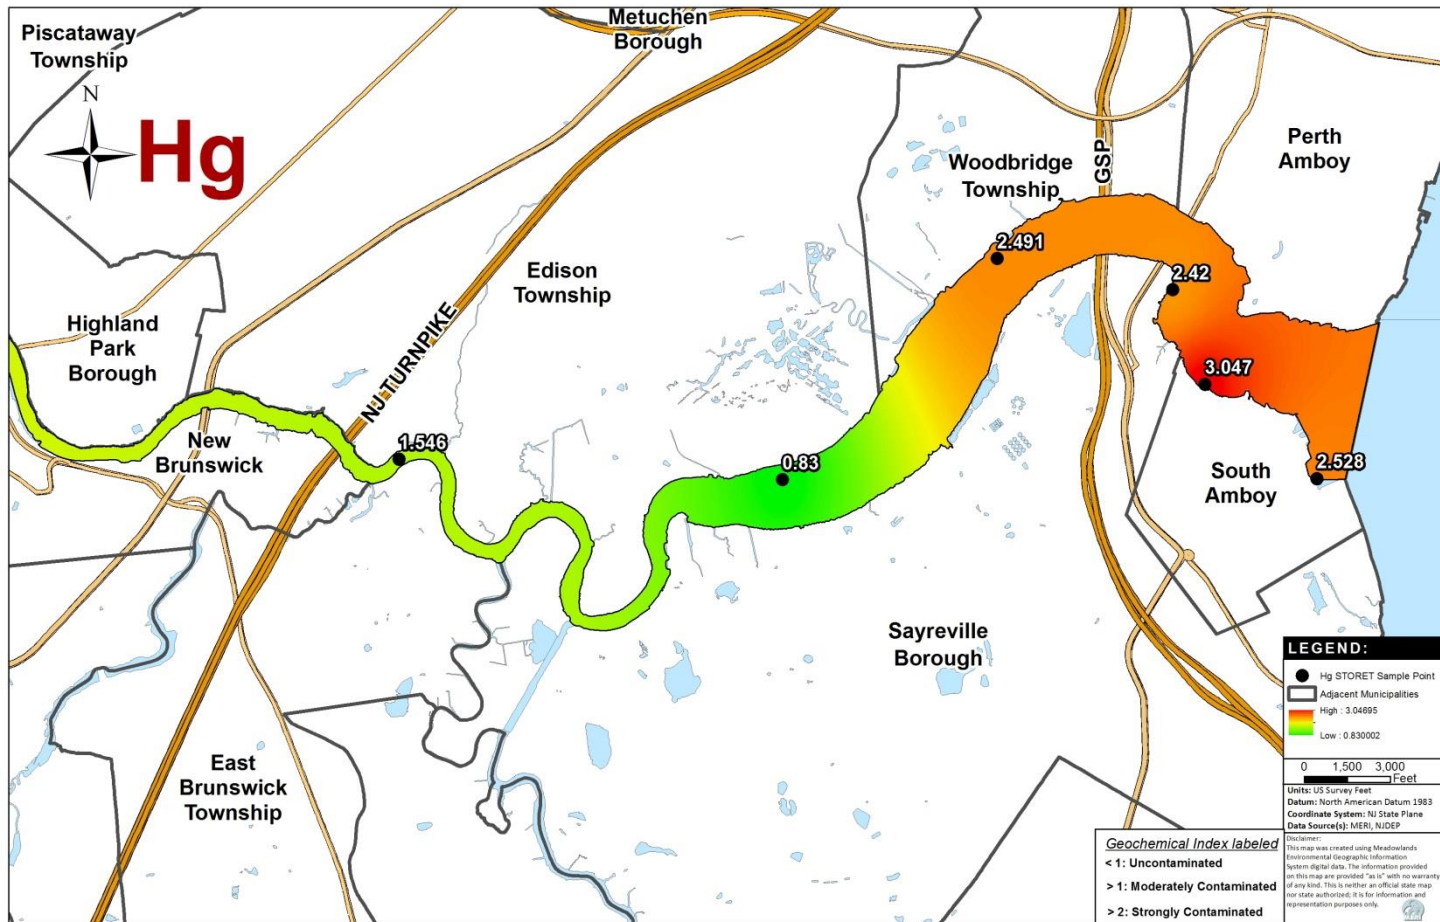 Piscataway
Township
Metuchen
Borough
N
Hg
Woodbridge
Township
GSP
Perth
Amboy
Edison
Township
2.491
2.42
Highland
Park
Borough
NJ TURNPIKE
3.047
New
Brunswick
1.546
0.83
2.528
South
Amboy
Sayreville
Borough
East
Brunswick
Township
LEGEND:
Hg STORET Sample Point
Adjacent Municipalities
High : 3.04695
Low : 0.830002
0 1,500 3,000
Feet
Units: US Survey Feet
Datum: North American Datum 1983
Coordinate System: NJ State Plane
Data Source(s): MERI, NJDEP
Disclaimer:
This map was created using Meadowlands
Environmental Geographic Information
System digital data. The information provided
on this map are provided "as is" with no warranty
of any kind. This is neither an official state map
nor state authorized; it is for information and
representation purposes only.
Geochemical Index labeled
< 1: Uncontaminated
> 1: Moderately Contaminated
> 2: Strongly Contaminated